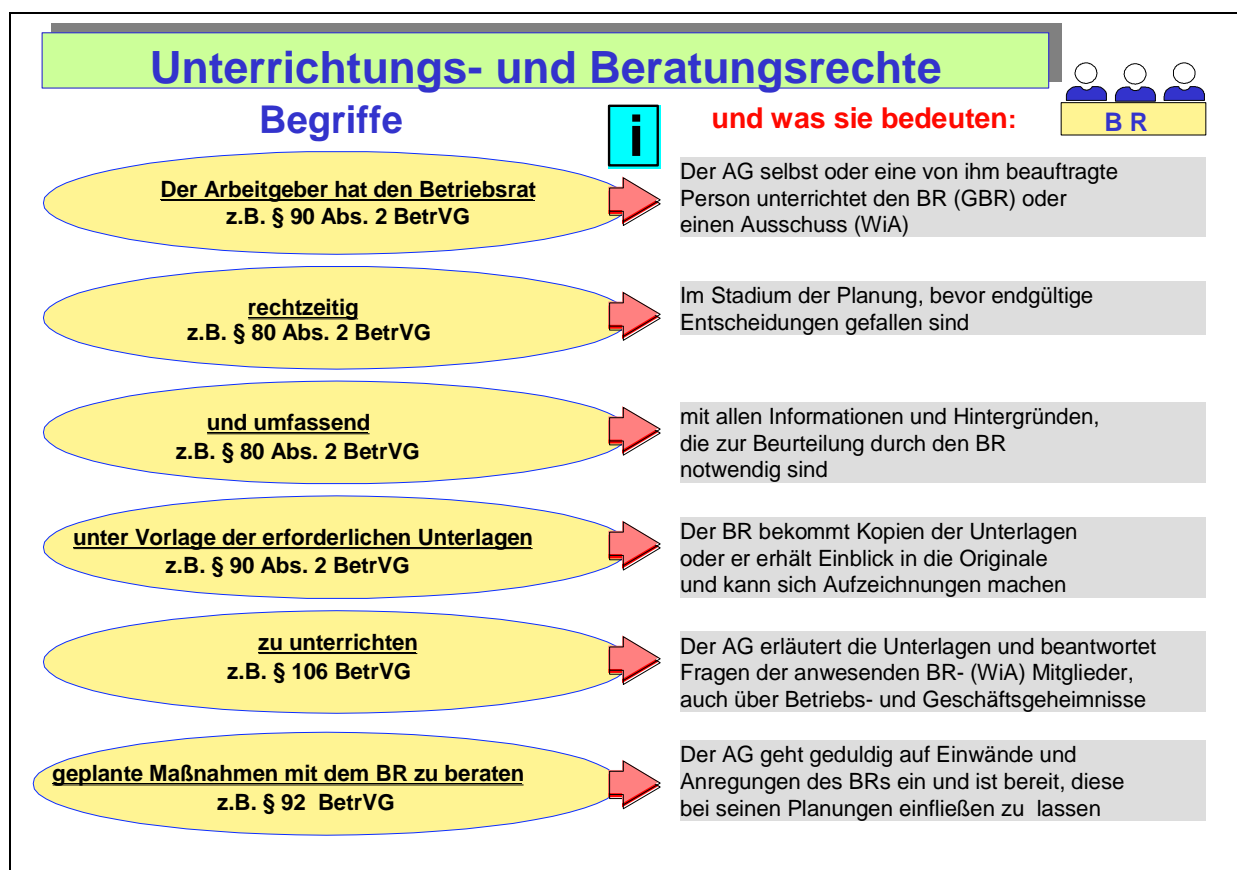 Unterrichtungs- und Beratungsrechte
Begriffe
i
und was sie bedeuten:
B R
Der Arbeitgeber hat den Betriebsrat
z.B. § 90 Abs. 2 BetrVG
Der AG selbst oder eine von ihm beauftragte
Person unterrichtet den BR (GBR) oder
einen Ausschuss (WiA)
rechtzeitig
z.B. § 80 Abs. 2 BetrVG
Im Stadium der Planung, bevor endgültige
Entscheidungen gefallen sind
und umfassend
z.B. § 80 Abs. 2 BetrVG
mit allen Informationen und Hintergründen,
die zur Beurteilung durch den BR
notwendig sind
unter Vorlage der erforderlichen Unterlagen
z.B. § 90 Abs. 2 BetrVG
Der BR bekommt Kopien der Unterlagen
oder er erhält Einblick in die Originale
und kann sich Aufzeichnungen machen
zu unterrichten
z.B. § 106 BetrVG
Der AG erläutert die Unterlagen und beantwortet
Fragen der anwesenden BR- (WiA) Mitglieder,
auch über Betriebs- und Geschäftsgeheimnisse
geplante Maßnahmen mit dem BR zu beraten
z.B. § 92 BetrVG
Der AG geht geduldig auf Einwände und
Anregungen des BRs ein und ist bereit, diese
bei seinen Planungen einfließen zu lassen